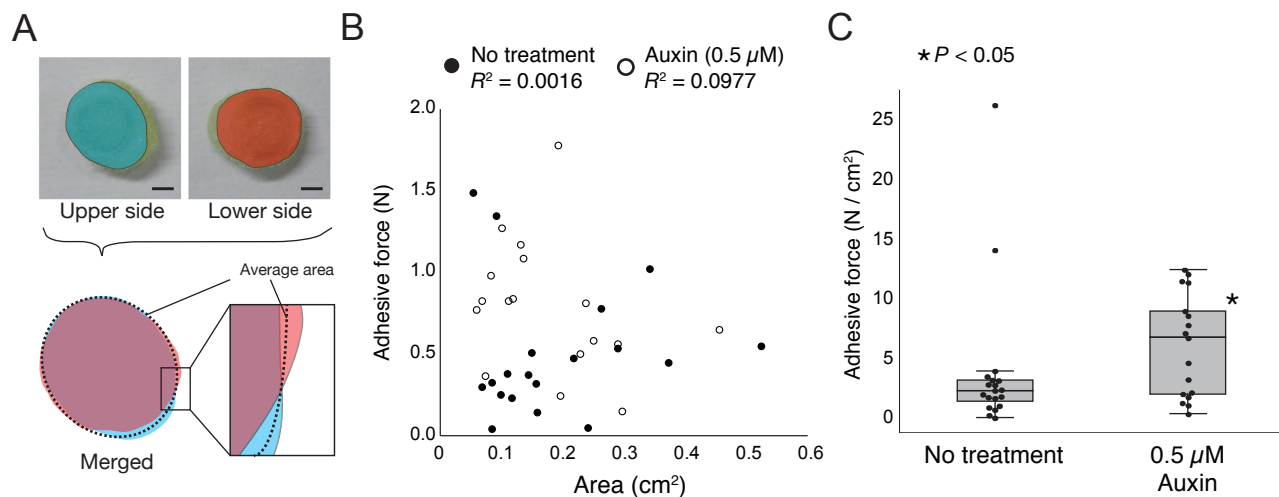 A
Upper side
Lower side
Average area
Merged
B
No treatment
R² = 0.0016
Auxin (0.5 µM)
R² = 0.0977
Adhesive force (N)
2.0
1.5
1.0
0.5
0.0
0
0.1
0.2
0.3
0.4
0.5
0.6
Area (cm²)
C
* P < 0.05
Adhesive force (N / cm²)
25
20
15
10
5
0
*
No treatment
0.5 µM
Auxin